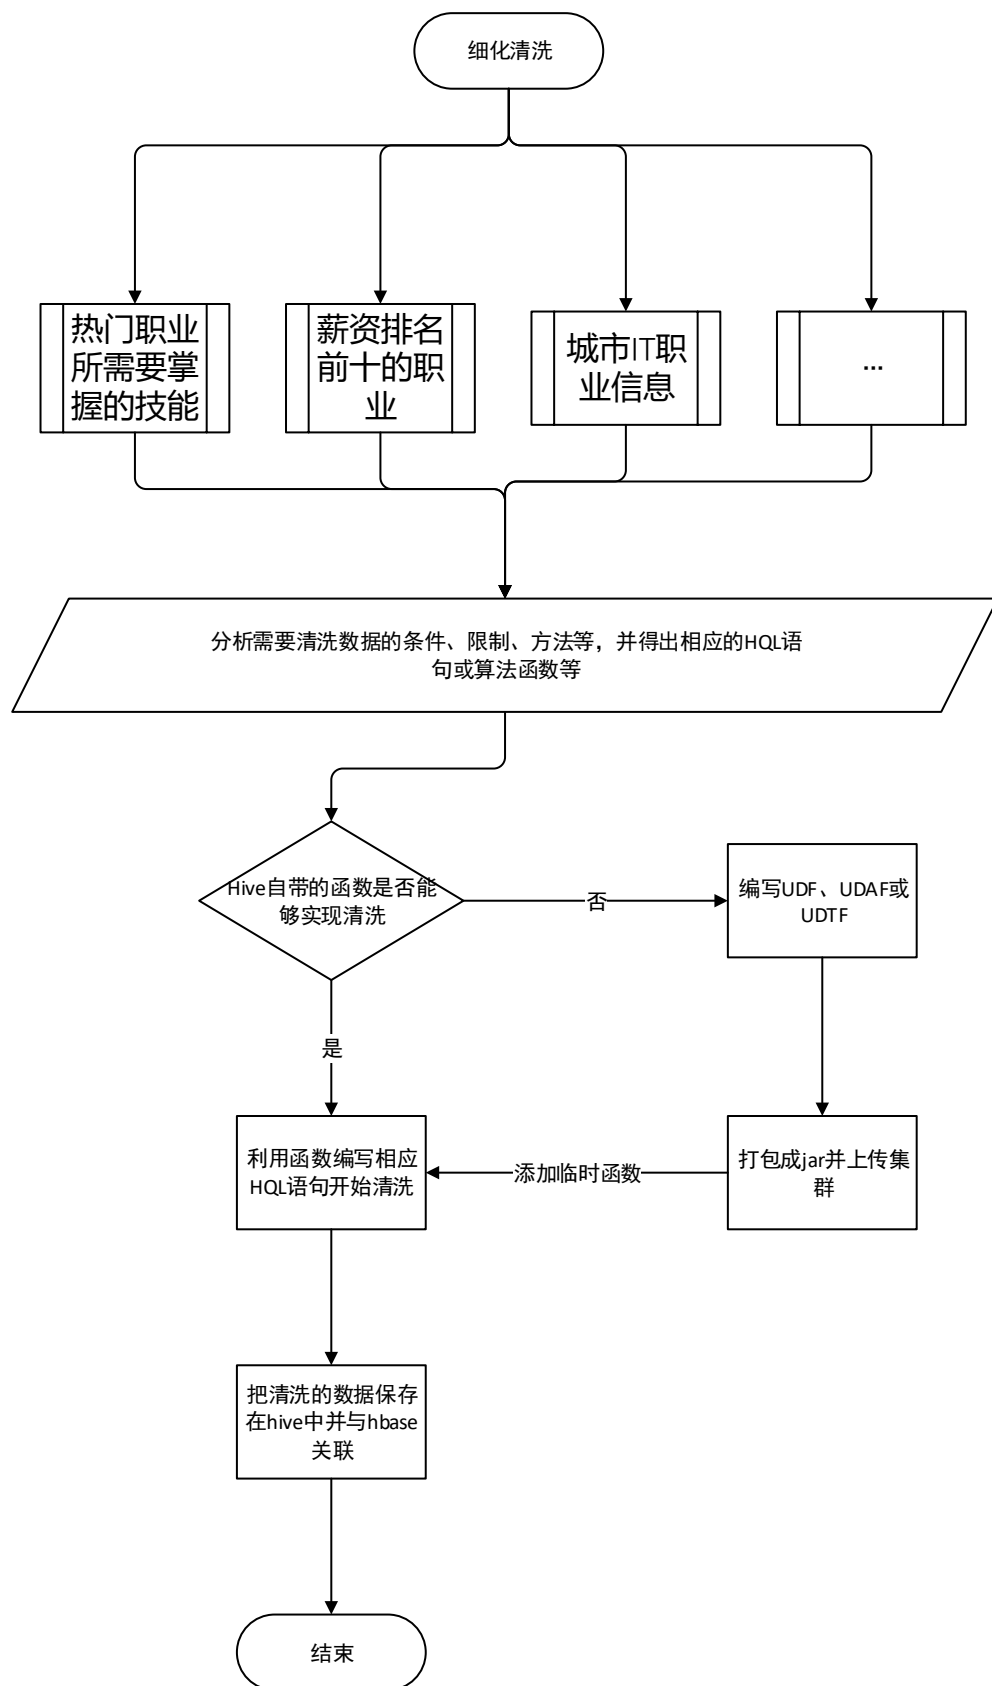 细化清洗
热门职业
所需要掌
握的技能
薪资排名
前十的职
业
城市IT职
业信息
...
分析需要清洗数据的条件、限制、方法等，并得出相应的HQL语
句或算法函数等
Hive自带的函数是否能
够实现清洗
否
编写UDF、UDAF或
UDTF
是
利用函数编写相应
HQL语句开始清洗
添加临时函数
打包成jar并上传集
群
把清洗的数据保存
在hive中并与hbase
关联
结束